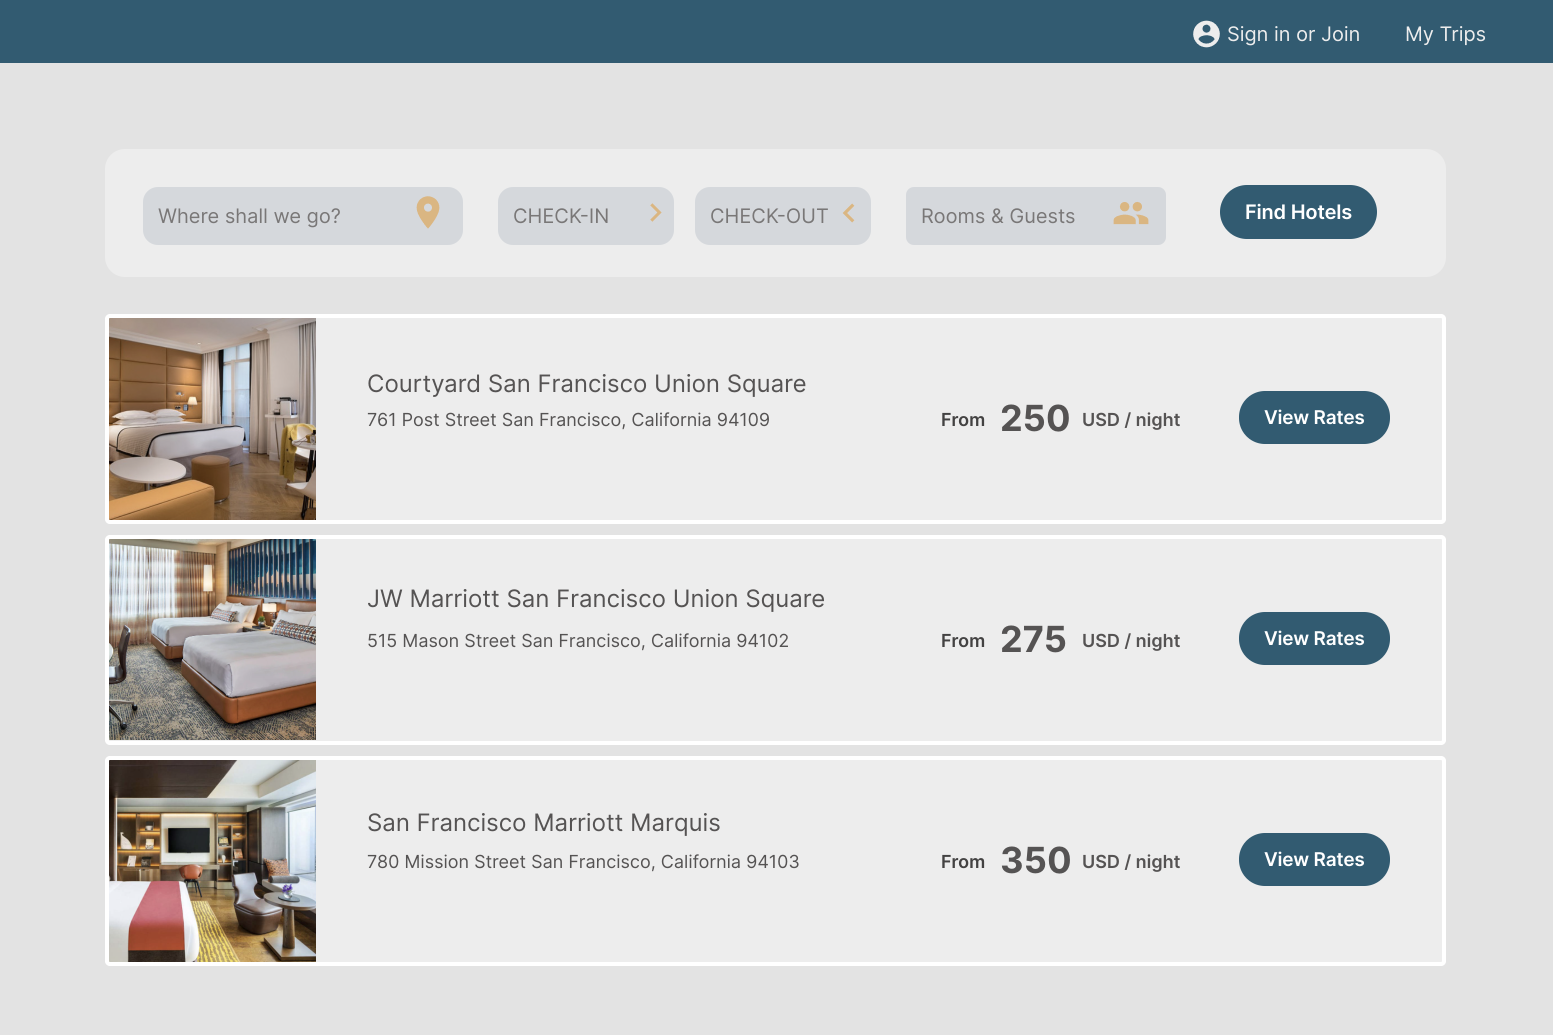 Sign in or Join My Trips
Where shall we go? CHECK-IN CHECK-OUT Rooms & Guests Find Hotels
Courtyard San Francisco Union Square
761 Post Street San Francisco, California 94109
From 250 USD / night View Rates
JW Marriott San Francisco Union Square
515 Mason Street San Francisco, California 94102
From 275 USD / night View Rates
San Francisco Marriott Marquis
780 Mission Street San Francisco, California 94103
From 350 USD / night View Rates